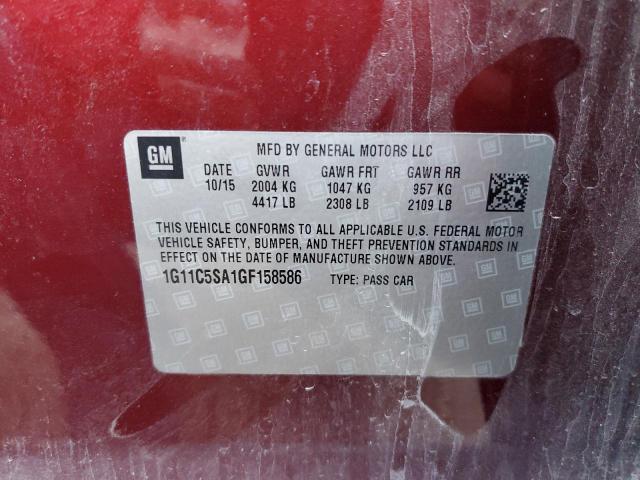 GM
MFD BY GENERAL MOTORS LLC
DATE GVWR GAWR FRT GAWR RR
10/15 2004 KG 1047 KG 957 KG
4417 LB 2308 LB 2109 LB
THIS VEHICLE CONFORMS TO ALL APPLICABLE U.S. FEDERAL MOTOR
VEHICLE SAFETY, BUMPER, AND THEFT PREVENTION STANDARDS IN
EFFECT ON THE DATE OF MANUFACTURE SHOWN ABOVE.
1G11C5SA1GF158586 TYPE: PASS CAR